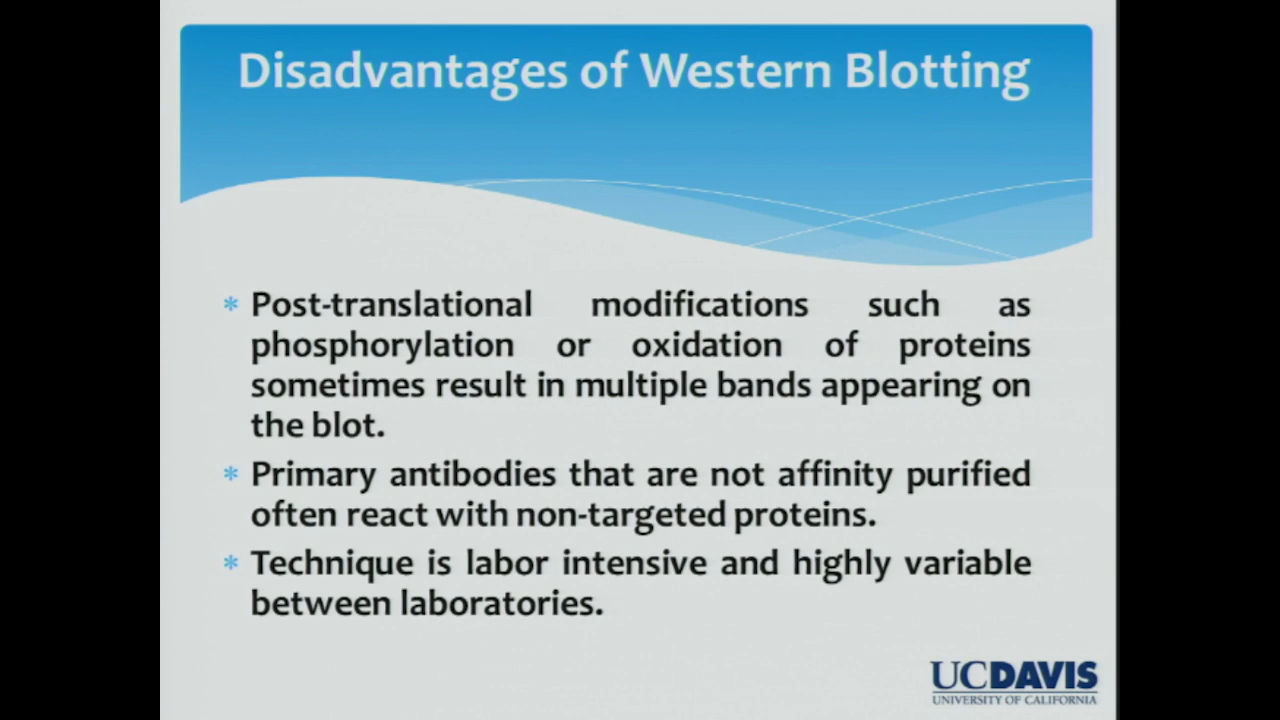 Disadvantages of Western Blotting
* Post-translational modifications such as
phosphorylation or oxidation of proteins
sometimes result in multiple bands appearing on
the blot.
* Primary antibodies that are not affinity purified
often react with non-targeted proteins.
* Technique is labor intensive and highly variable
between laboratories.
UCDAVIS
UNIVERSITY OF CALIFORNIA